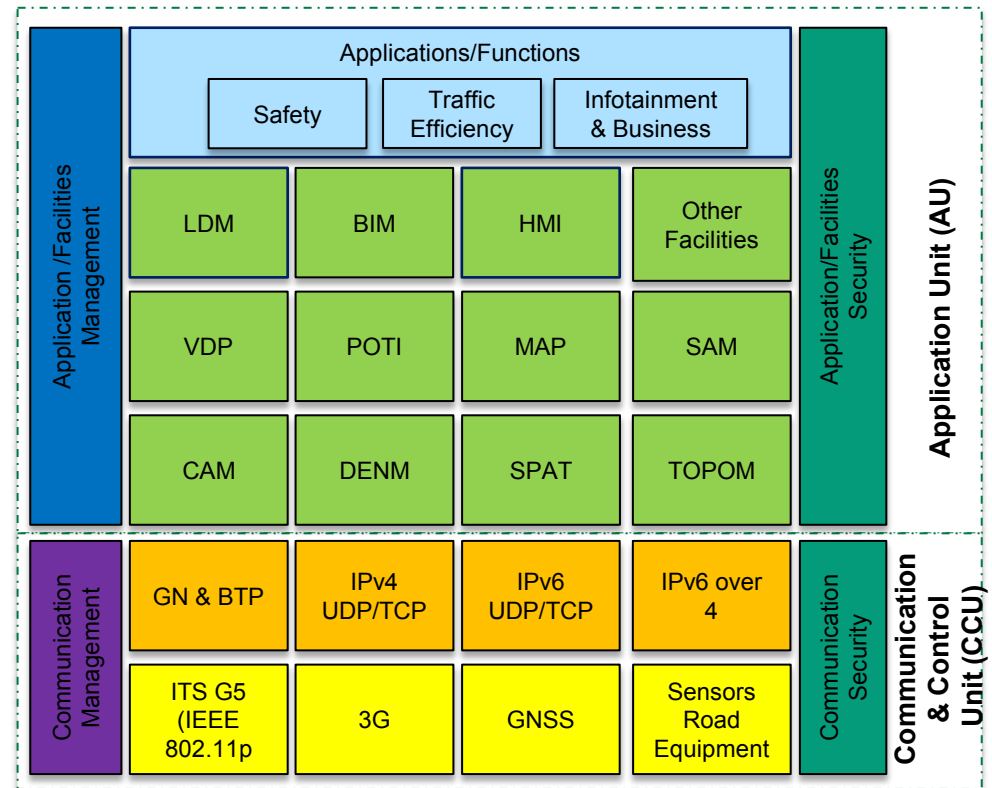 Applications/Functions
Safety
Traffic
Efficiency
Infotainment
& Business
Application /Facilities
Management
LDM
BIM
HMI
Other
Facilities
VDP
POTI
MAP
SAM
CAM
DENM
SPAT
TOPOM
Application/Facilities
Security
Application Unit (AU)
Communication
Management
GN & BTP
IPv4
UDP/TCP
IPv6
UDP/TCP
IPv6 over
4
ITS G5
(IEEE
802.11p
3G
GNSS
Sensors
Road
Equipment
Communication
Security
Communication
& Control
Unit (CCU)